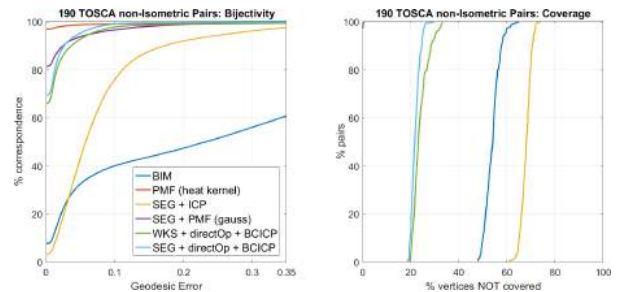 190 TOSCA non-Isometric Pairs: Bijectivity
100
80
60
40
20
0
% correspondence
BIM
PMF (heat kernel)
SEG + ICP
SEG + PMF (gauss)
WKS + directOp + BCICP
SEG + directOp + BCICP
0
0.1
0.2
0.3
0.35
Geodesic Error
190 TOSCA non-Isometric Pairs: Coverage
100
80
60
40
20
0
% pairs
0
20
40
60
80
100
% vertices NOT covered